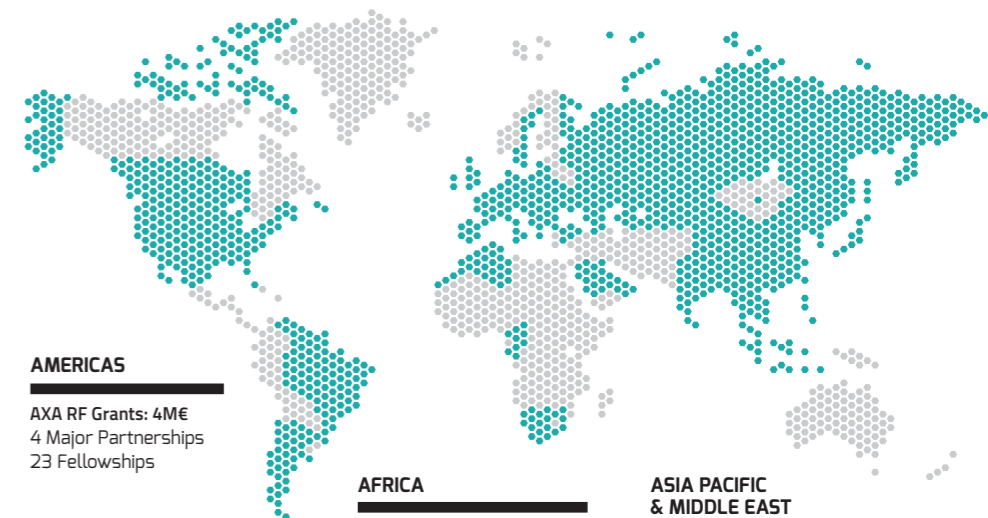 AMERICAS
AXA RF Grants: 4M€
4 Major Partnerships
23 Fellowships
AFRICA
ASIA PACIFIC
& MIDDLE EAST